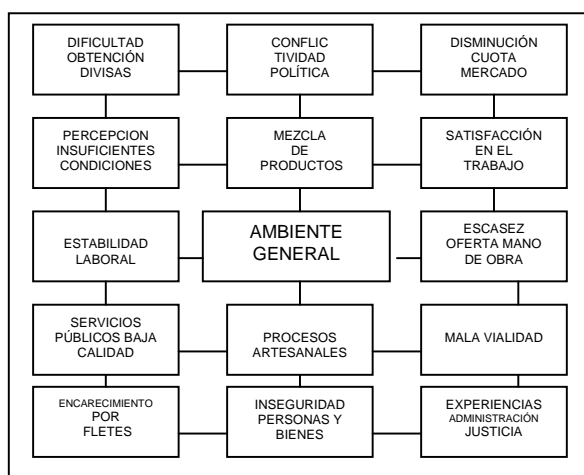 DIFICULTAD
OBTENCIÓN
DIVISAS
CONFLIC
TIVIDAD
POLÍTICA
DISMINUCIÓN
CUOTA
MERCADO
PERCEPCION
INSUFICIENTES
CONDICIONES
MEZCLA
DE
PRODUCTOS
SATISFACCIÓN
EN EL
TRABAJO
ESTABILIDAD
LABORAL
AMBIENTE
GENERAL
ESCASEZ
OFERTA MANO
DE OBRA
SERVICIOS
PÚBLICOS BAJA
CALIDAD
PROCESOS
ARTESANALES
MALA VIALIDAD
ENCARECIMIENTO
POR
FLETES
INSEGURIDAD
PERSONAS Y
BIENES
EXPERIENCIAS
ADMINISTRACIÓN
JUSTICIA